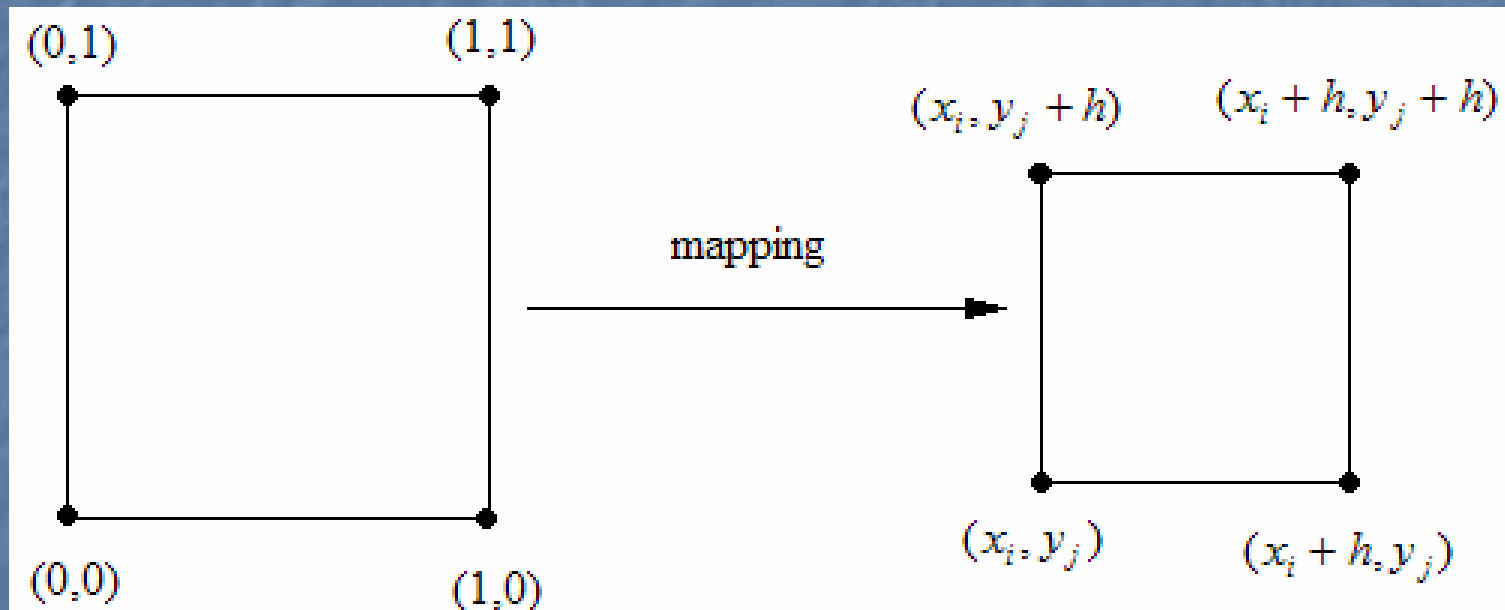 (0,1)
(1,1)
(x_i, y_j + h)
(x_i + h, y_j + h)
mapping
(x_i, y_j)
(x_i + h, y_j)
(0,0)
(1,0)